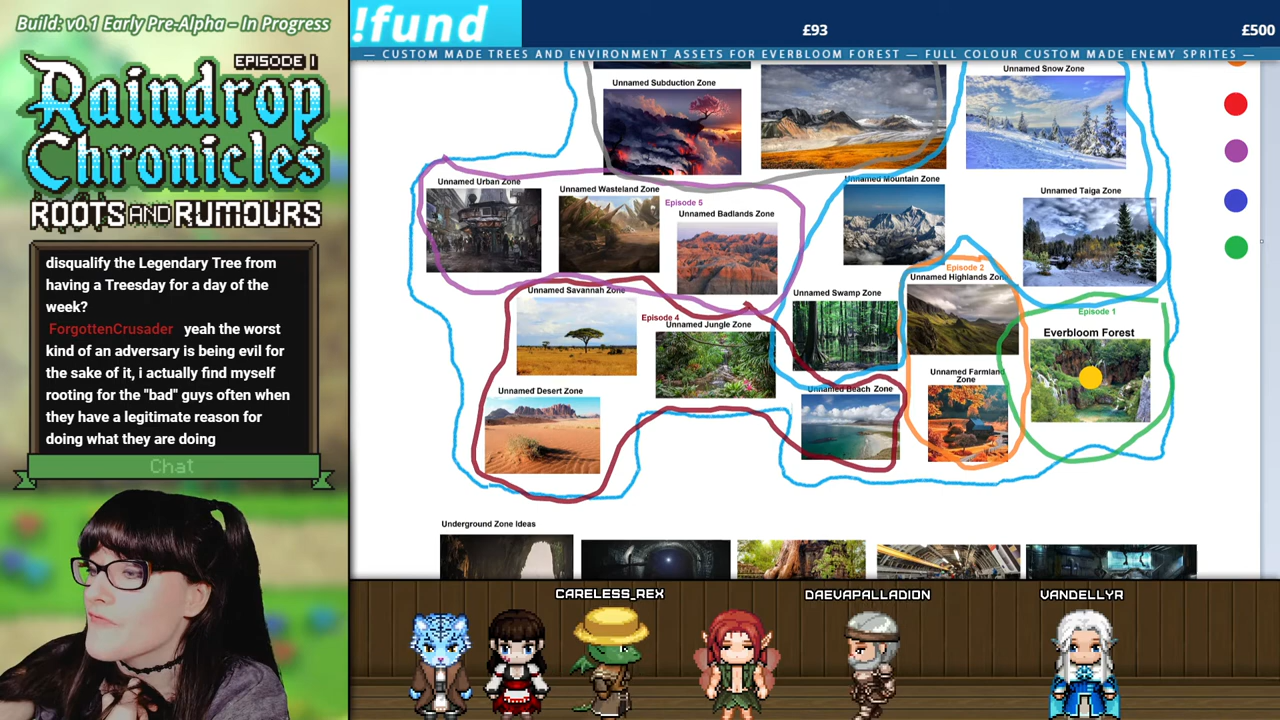 Build: v0.1 Early Pre-Alpha – In Progress
EPISODE I
Raindrop
Chronicles
ROOTS AND RUMOURS
disqualify the Legendary Tree from
having a Treesday for a day of the
week?
ForgottenCrusader yeah the worst
kind of an adversary is being evil for
the sake of it, i actually find myself
rooting for the "bad" guys often when
they have a legitimate reason for
doing what they are doing
Chat
!fund
£93
£500
— CUSTOM MADE TREES AND ENVIRONMENT ASSETS FOR EVERBLOOM FOREST — FULL COLOUR CUSTOM MADE ENEMY SPRITES —
Unnamed Subduction Zone
Unnamed Snow Zone
Unnamed Urban Zone
Unnamed Wasteland Zone
Episode 5
Unnamed Badlands Zone
Unnamed Mountain Zone
Unnamed Taiga Zone
Unnamed Savannah Zone
Episode 4
Unnamed Jungle Zone
Unnamed Swamp Zone
Episode 2
Unnamed Highlands Zone
Episode 1
Everbloom Forest
Unnamed Desert Zone
Unnamed Beach Zone
Unnamed Farmland
Zone
Underground Zone Ideas
CARELESS_REX
DAEVAPALLADION
VANDELLYR